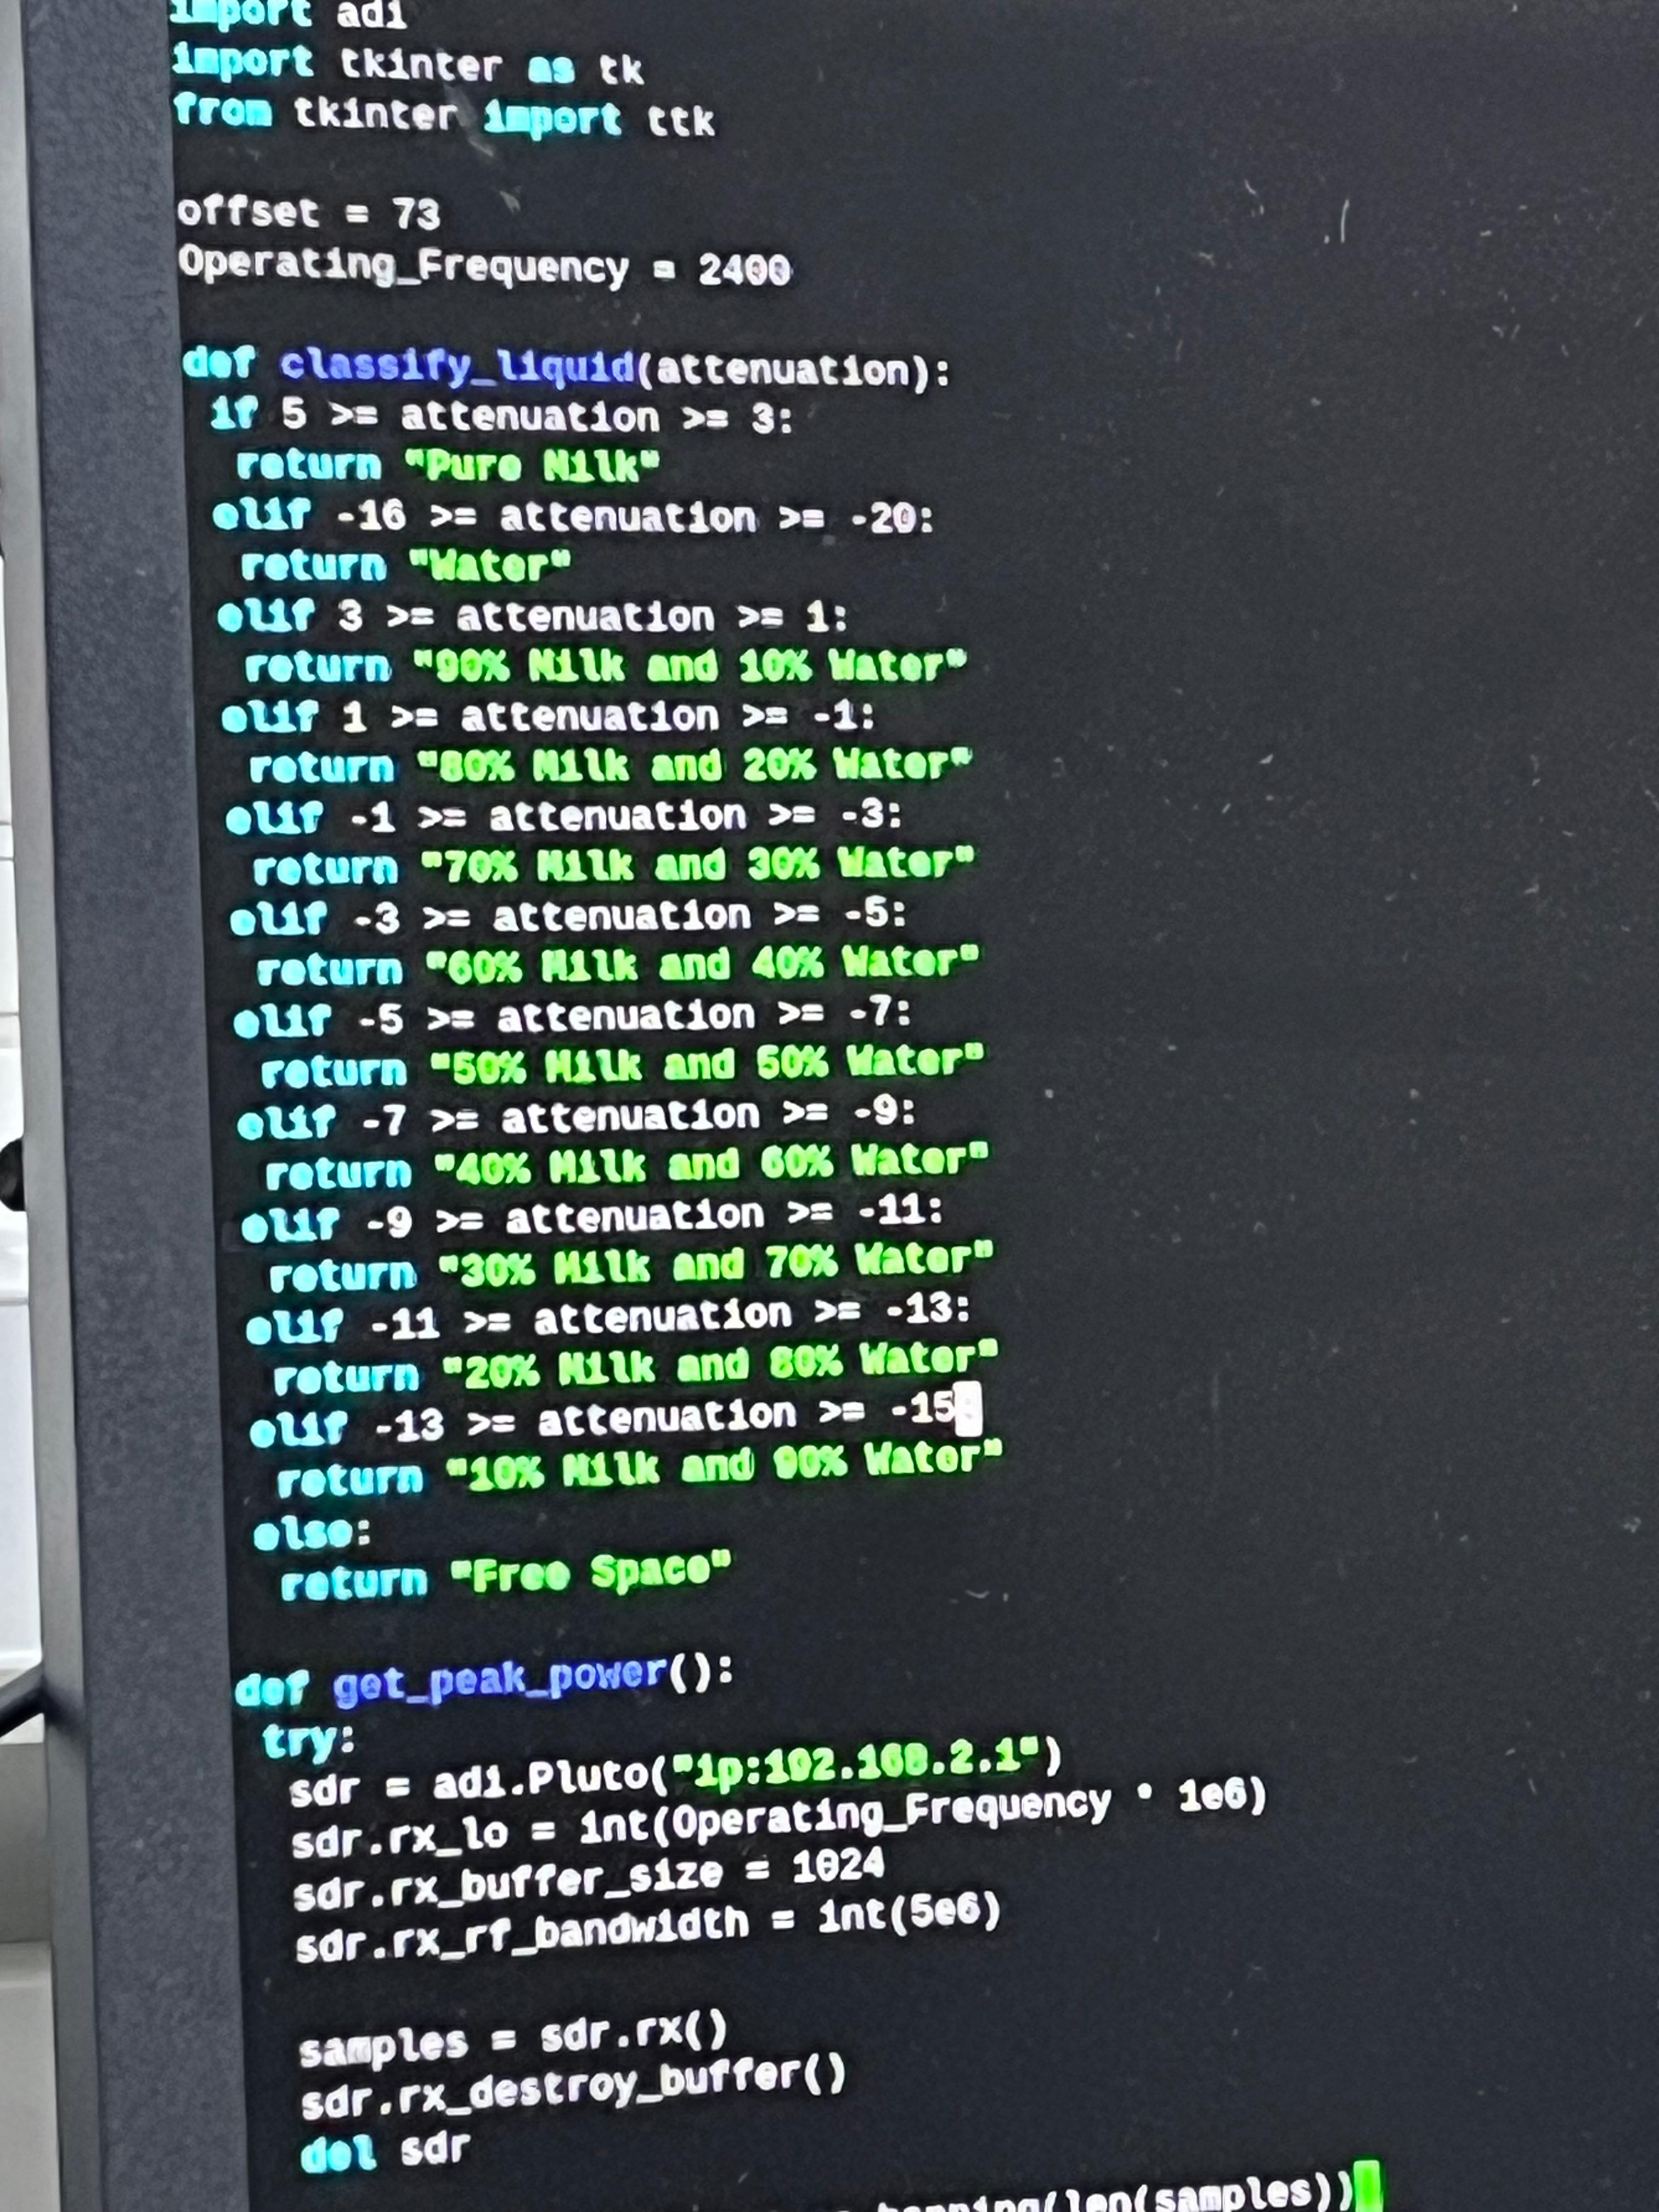 import adi
import tkinter as tk
from tkinter import ttk

offset = 73
Operating_Frequency = 2400

def classify_liquid(attenuation):
 if 5 >= attenuation >= 3:
  return "Pure Milk"
 elif -16 >= attenuation >= -20:
  return "Water"
 elif 3 >= attenuation >= 1:
  return "90% Milk and 10% Water"
 elif 1 >= attenuation >= -1:
  return "80% Milk and 20% Water"
 elif -1 >= attenuation >= -3:
  return "70% Milk and 30% Water"
 elif -3 >= attenuation >= -5:
  return "60% Milk and 40% Water"
 elif -5 >= attenuation >= -7:
  return "50% Milk and 50% Water"
 elif -7 >= attenuation >= -9:
  return "40% Milk and 60% Water"
 elif -9 >= attenuation >= -11:
  return "30% Milk and 70% Water"
 elif -11 >= attenuation >= -13:
  return "20% Milk and 80% Water"
 elif -13 >= attenuation >= -15:
  return "10% Milk and 90% Water"
 else:
  return "Free Space"

def get_peak_power():
 try:
  sdr = adi.Pluto("ip:192.168.2.1")
  sdr.rx_lo = int(Operating_Frequency * 1e6)
  sdr.rx_buffer_size = 1024
  sdr.rx_rf_bandwidth = int(5e6)

  samples = sdr.rx()
  sdr.rx_destroy_buffer()
  del sdr
(len(samples))